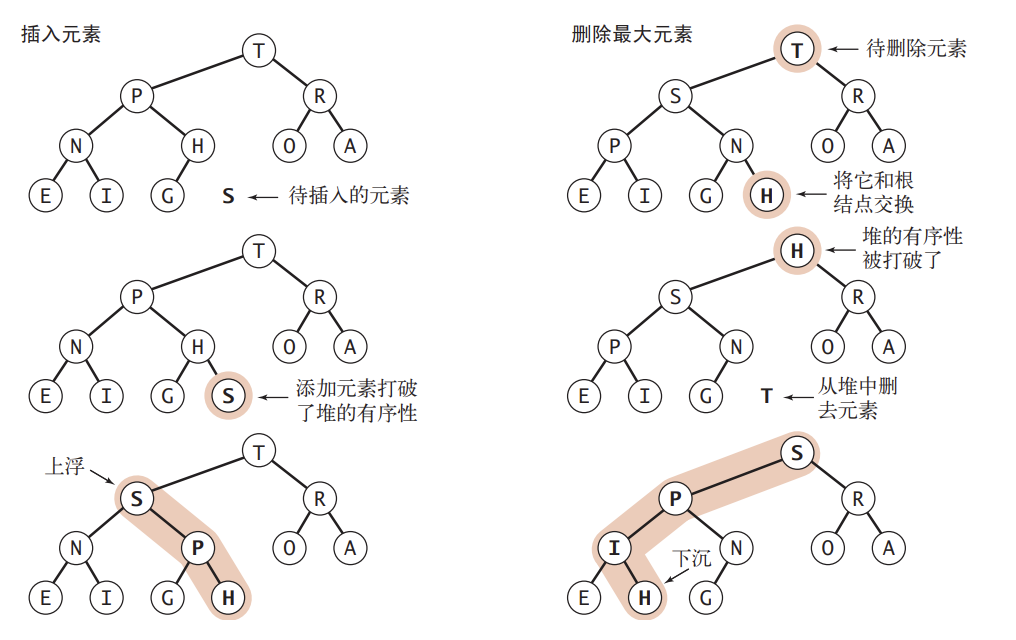 插入元素
T
P
R
N
H
O
A
E
I
G
S
待插入的元素
T
P
R
N
H
O
A
E
I
G
S
添加元素打破
了堆的有序性
上浮
T
S
R
N
P
O
A
E
I
G
H
删除最大元素
T
待删除元素
S
R
P
N
O
A
E
I
G
H
将它和根
结点交换
H
堆的有序性
被打破了
S
R
P
N
O
A
E
I
G
T
从堆中删
去元素
S
P
R
I
N
O
A
下沉
E
H
G